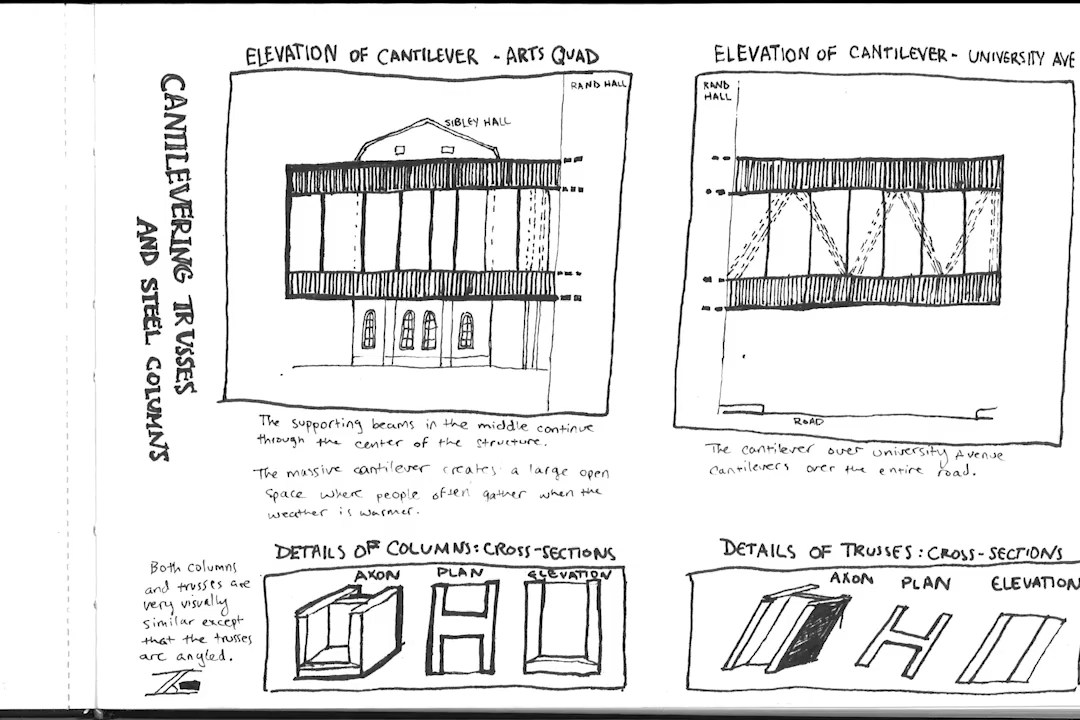 CANTILEVERING TRUSSES
AND STEEL COLUMNS
ELEVATION OF CANTILEVER - ARTS QUAD
RAND HALL
SIBLEY HALL
The supporting beams in the middle continue
through the center of the structure.
The massive cantilever creates a large open
space where people often gather when the
weather is warmer.
ELEVATION OF CANTILEVER - UNIVERSITY AVE
RAND
HALL
ROAD
The cantilever over University Avenue
cantilevers over the entire road.
Both columns
and trusses are
very visually
similar except
that the trusses
are angled.
DETAILS OF COLUMNS: CROSS-SECTIONS
AXON PLAN ELEVATION
DETAILS OF TRUSSES: CROSS-SECTIONS
AXON PLAN ELEVATION